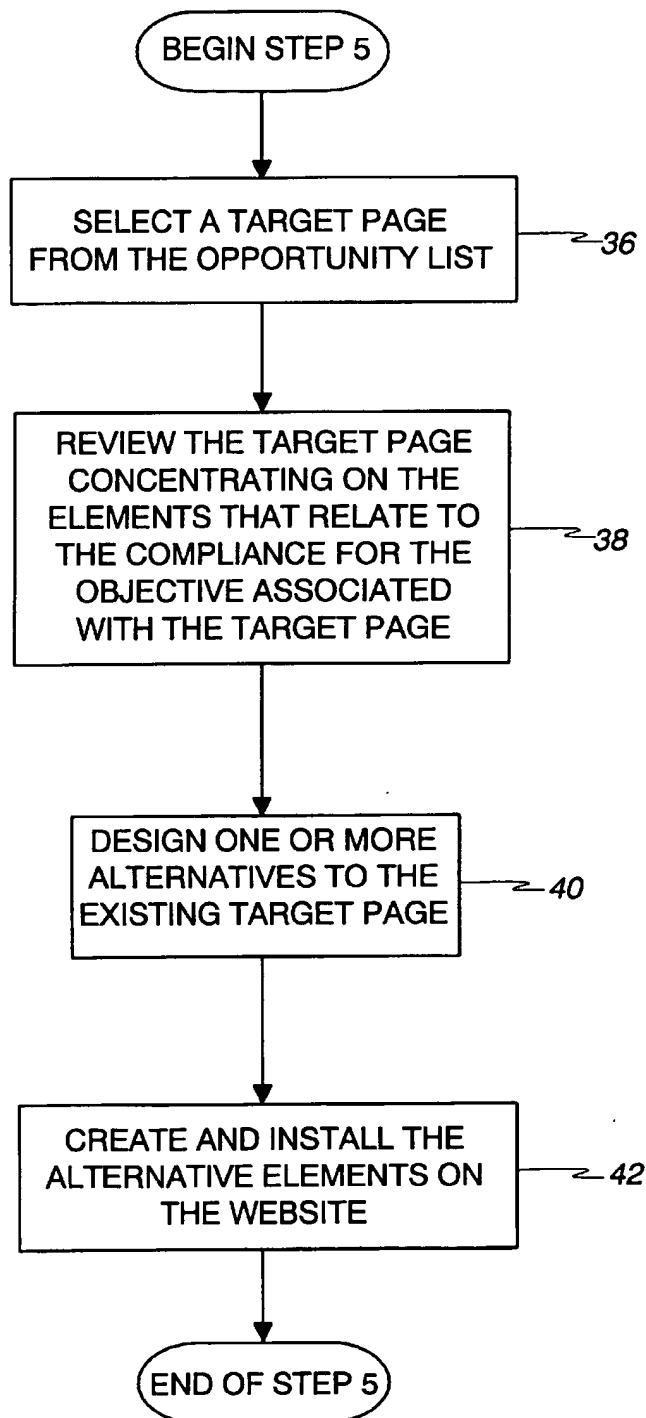 BEGIN STEP 5
SELECT A TARGET PAGE
FROM THE OPPORTUNITY LIST
36
REVIEW THE TARGET PAGE
CONCENTRATING ON THE
ELEMENTS THAT RELATE TO
THE COMPLIANCE FOR THE
OBJECTIVE ASSOCIATED
WITH THE TARGET PAGE
38
DESIGN ONE OR MORE
ALTERNATIVES TO THE
EXISTING TARGET PAGE
40
CREATE AND INSTALL THE
ALTERNATIVE ELEMENTS ON
THE WEBSITE
42
END OF STEP 5